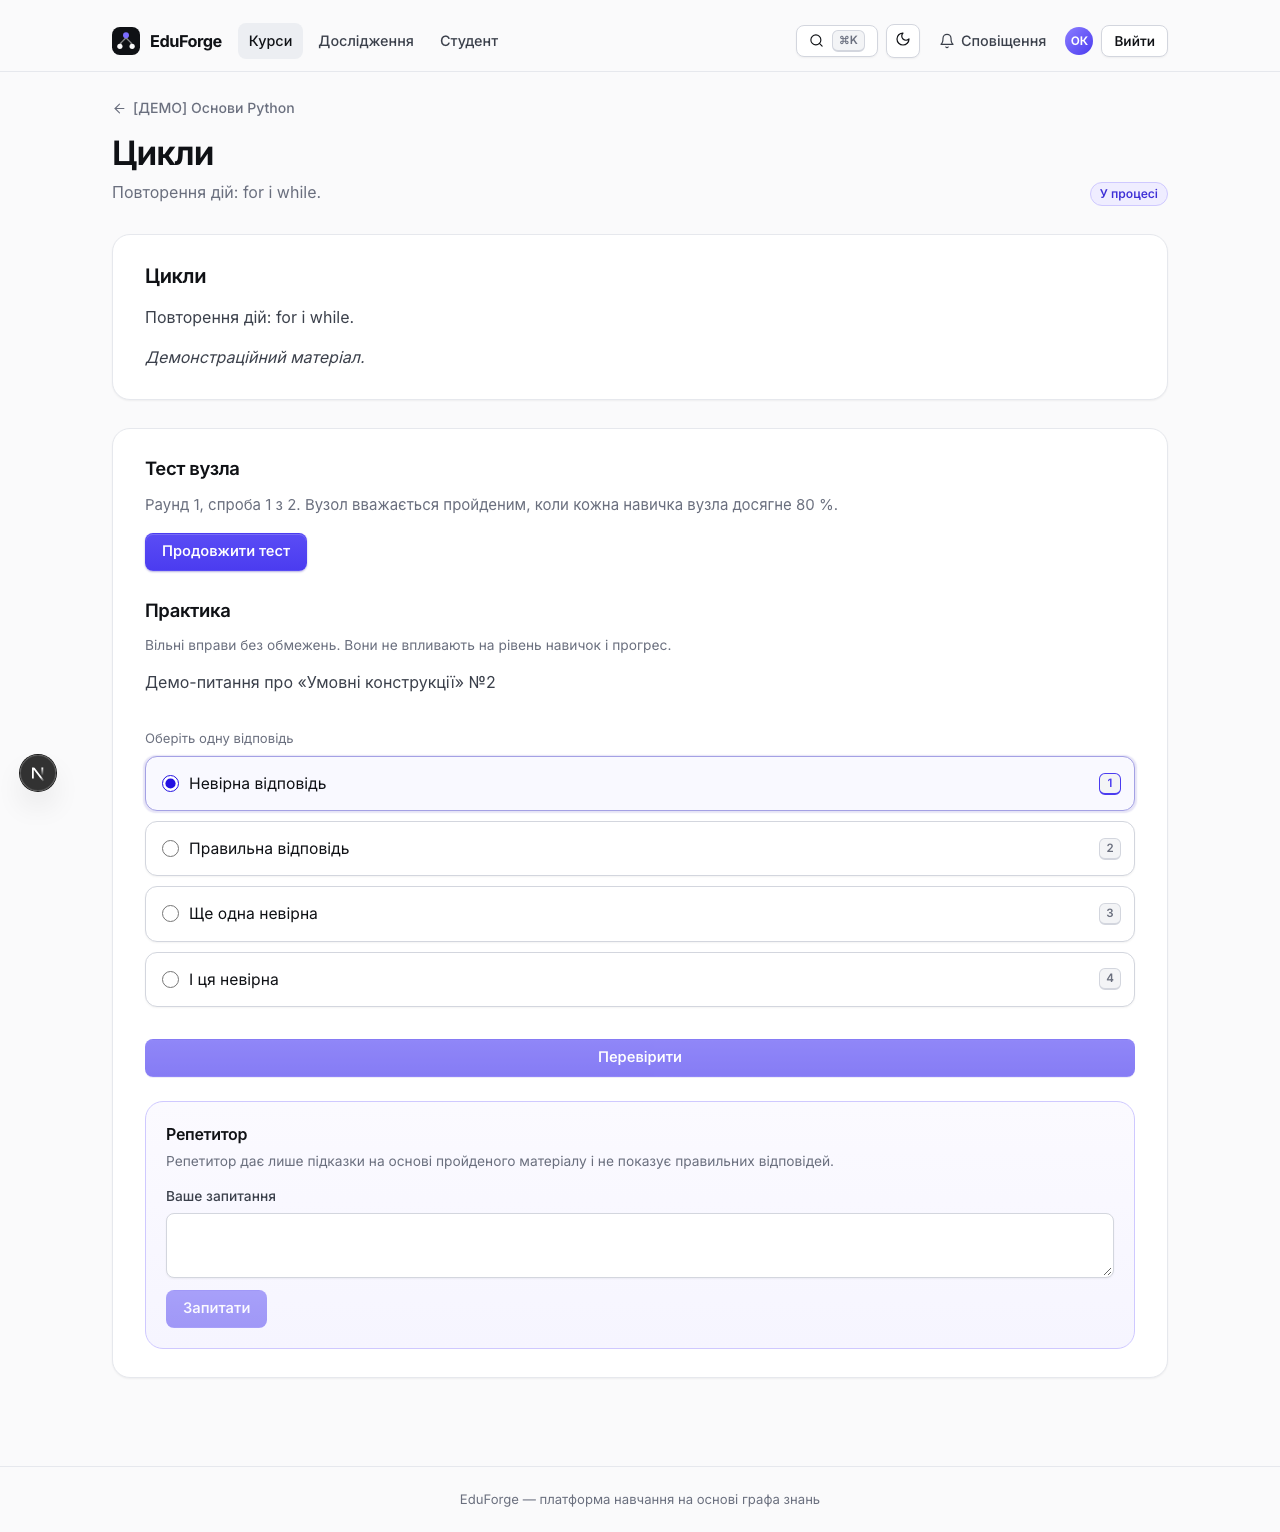 EduForge
Курси
Дослідження
Студент
⌘K
Сповіщення
ОК
Вийти
← [ДЕМО] Основи Python
Цикли
Повторення дій: for і while.
У процесі
Цикли
Повторення дій: for і while.
Демонстраційний матеріал.
Тест вузла
Раунд 1, спроба 1 з 2. Вузол вважається пройденим, коли кожна навичка вузла досягне 80 %.
Продовжити тест
Практика
Вільні вправи без обмежень. Вони не впливають на рівень навичок і прогрес.
Демо-питання про «Умовні конструкції» №2
Оберіть одну відповідь
Невірна відповідь 1
Правильна відповідь 2
Ще одна невірна 3
І ця невірна 4
N
Перевірити
Репетитор
Репетитор дає лише підказки на основі пройденого матеріалу і не показує правильних відповідей.
Ваше запитання
Запитати
EduForge — платформа навчання на основі графа знань